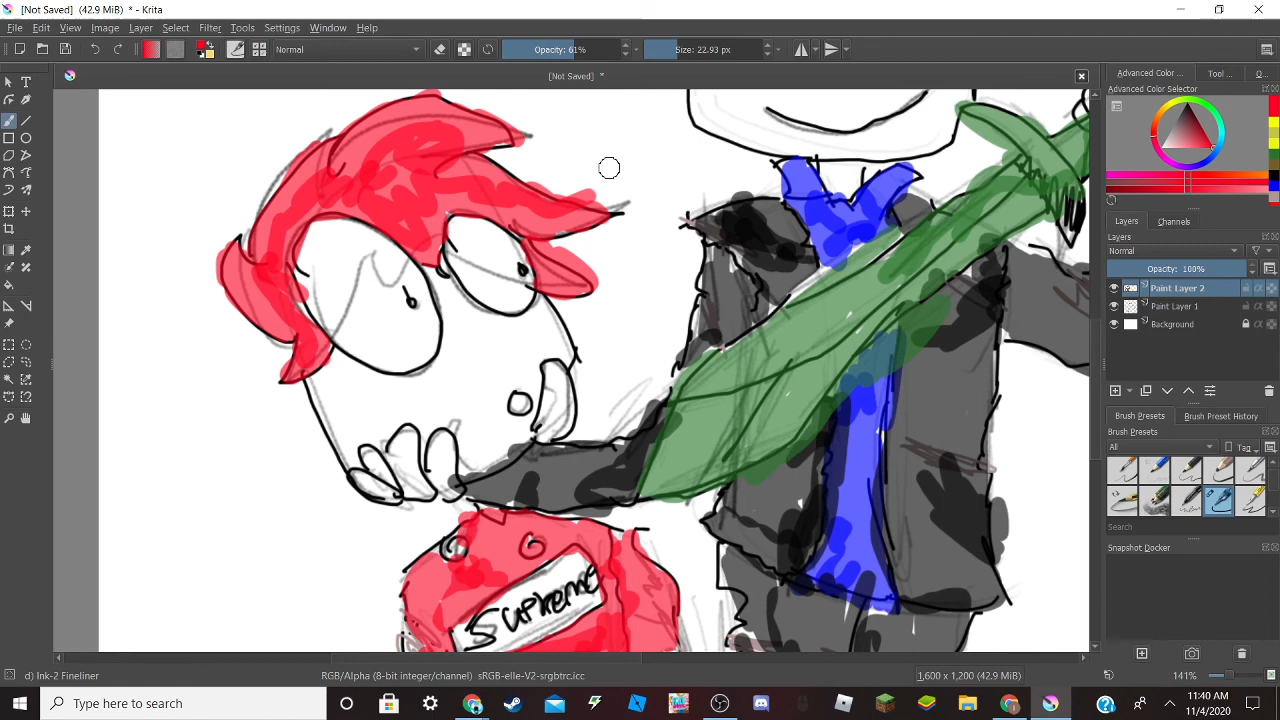 [Not Saved] (42.9 MiB) * - Krita
File Edit View Image Layer Select Filter Tools Settings Window Help
Normal Opacity: 61% Size: 22.93 px
[Not Saved] *
Advanced Color ... Tool ... O...
Advanced Color Selector
Layers Channels
Layers
Normal
Opacity: 100%
Paint Layer 2
Paint Layer 1
Background
Brush Presets Brush Preset History
Brush Presets
All Tag
Search
Snapshot Docker
Supreme
d) Ink-2 Fineliner RGB/Alpha (8-bit integer/channel) sRGB-elle-V2-srgbtrc.icc 1,600 x 1,200 (42.9 MiB) 141%
Type here to search
11:40 AM
11/4/2020